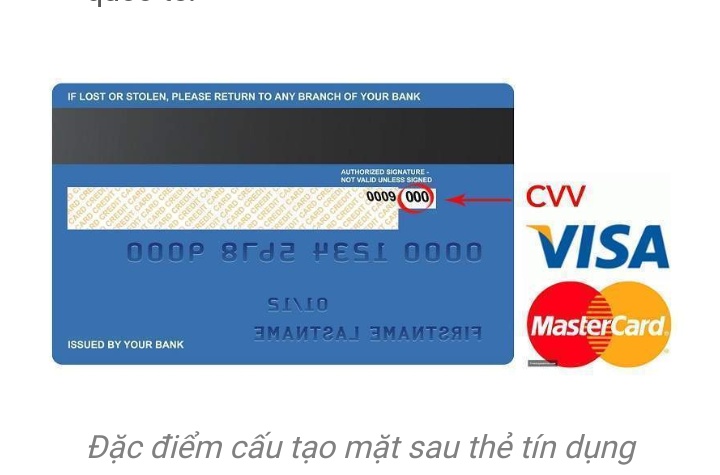 IF LOST OR STOLEN, PLEASE RETURN TO ANY BRANCH OF YOUR BANK
AUTHORIZED SIGNATURE -
NOT VALID UNLESS SIGNED
0009 000
CVV
VISA
0000 1234 5678 9000
01/12
FIRSTNAME LASTNAME
MasterCard
ISSUED BY YOUR BANK
Đặc điểm cấu tạo mặt sau thẻ tín dụng